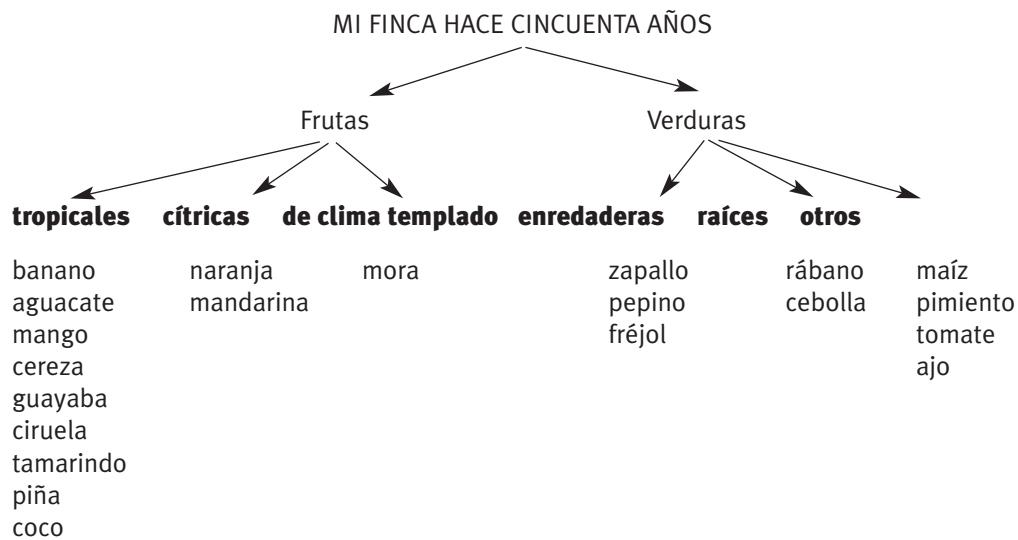 MI FINCA HACE CINCUENTA AÑOS
Frutas Verduras
tropicales cítricas de clima templado enredaderas raíces otros
banano naranja mora zapallo rábano maíz
aguacate mandarina pepino cebolla pimiento
mango fréjol tomate
cereza ajo
guayaba
ciruela
tamarindo
piña
coco